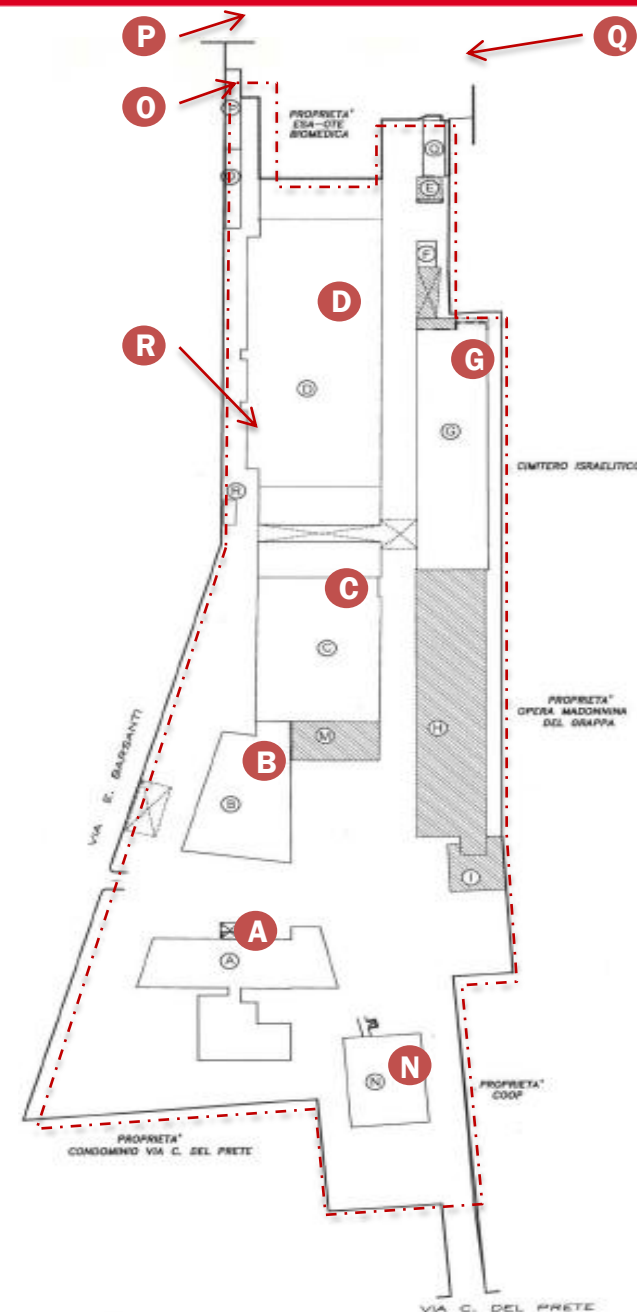 P
Q
O
P
PROPRIETA'
ESA-OTE
BIOMEDICA
Q
O
E
F
D
R
G
D
G
CIMITERO ISRAELITICO
R
C
C
PROPRIETA'
OPERA MADONNINA
DEL GRAPPA
H
M
B
VIA E. BARSANTI
B
I
A
A
N
N
PROPRIETA'
COOP
PROPRIETA'
CONDOMINIO VIA C. DEL PRETE
VIA C. DEL PRETE